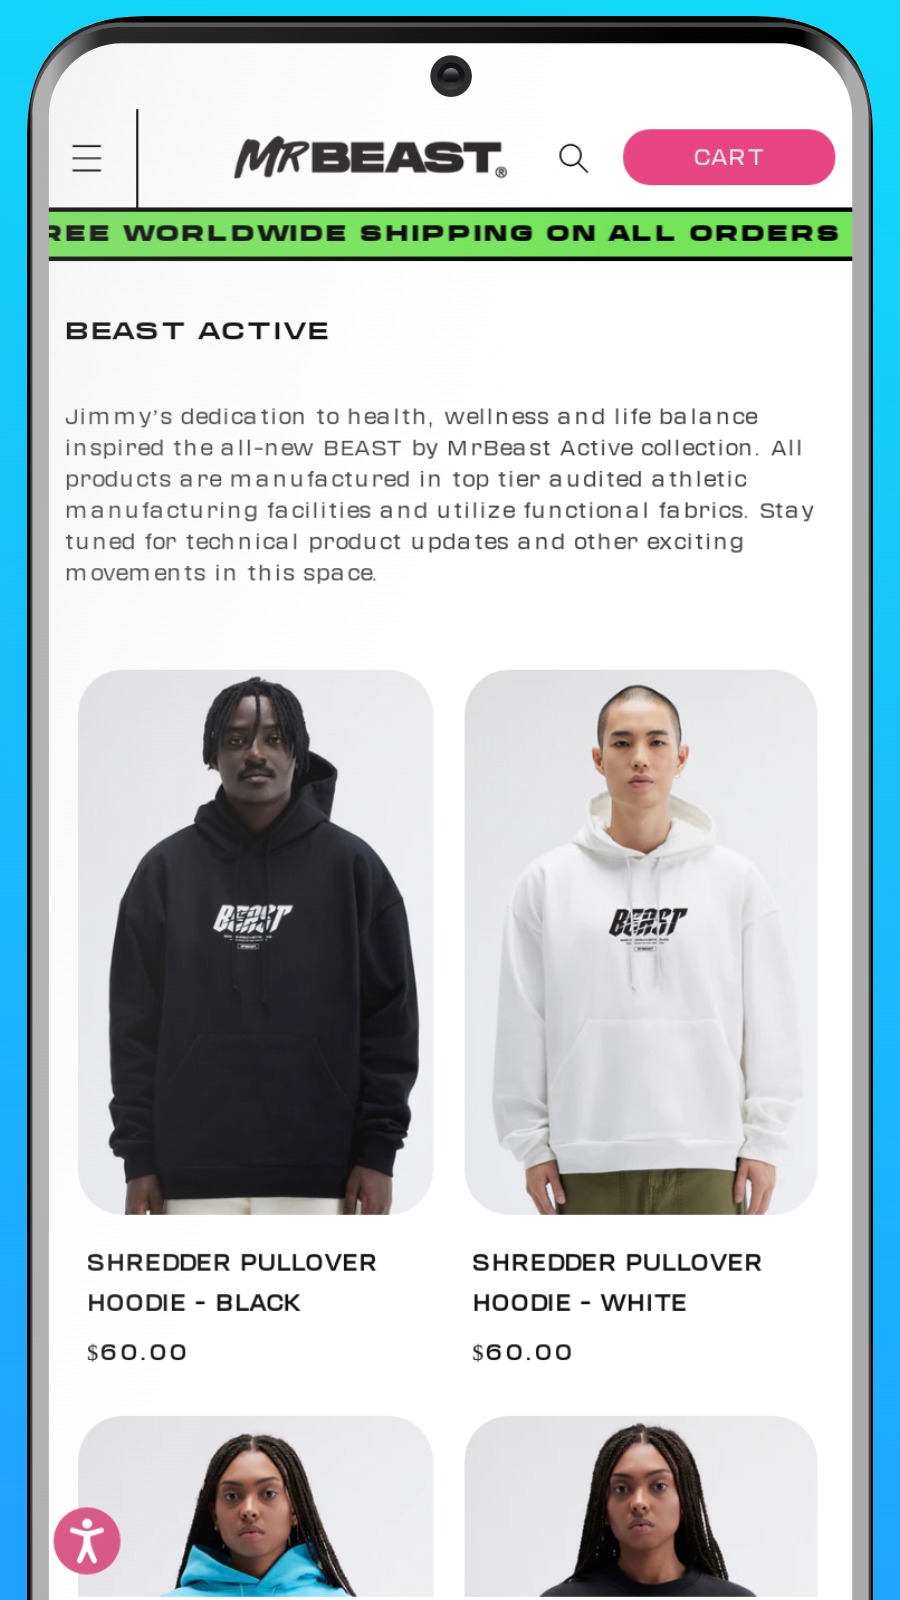 MRBEAST®
CART
REE WORLDWIDE SHIPPING ON ALL ORDERS
BEAST ACTIVE
Jimmy's dedication to health, wellness and life balance
inspired the all-new BEAST by MrBeast Active collection. All
products are manufactured in top tier audited athletic
manufacturing facilities and utilize functional fabrics. Stay
tuned for technical product updates and other exciting
movements in this space.
BEAST
BEAST
SHREDDER PULLOVER
HOODIE - BLACK
$60.00
SHREDDER PULLOVER
HOODIE - WHITE
$60.00